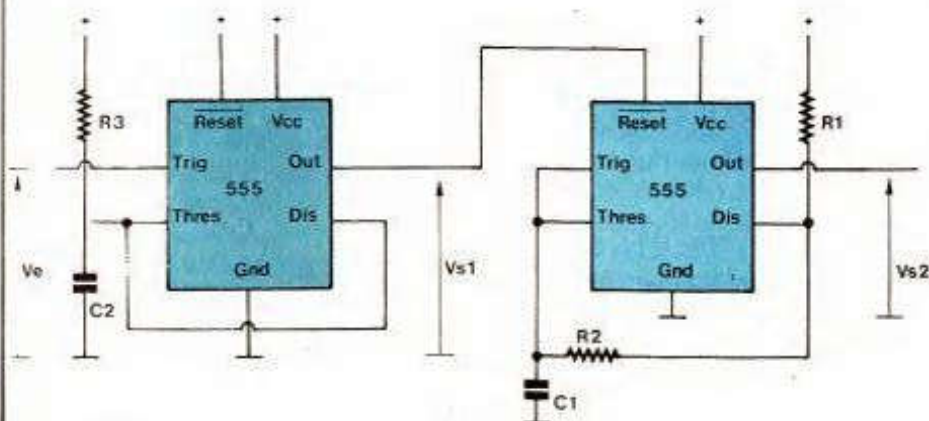 + + + + +
R3
Reset Vcc
Trig Out
555
Thres Dis
Gnd
Ve
C2
Vs1
Reset Vcc
R1
Trig Out
555
Thres Dis
Gnd
Vs2
R2
C1